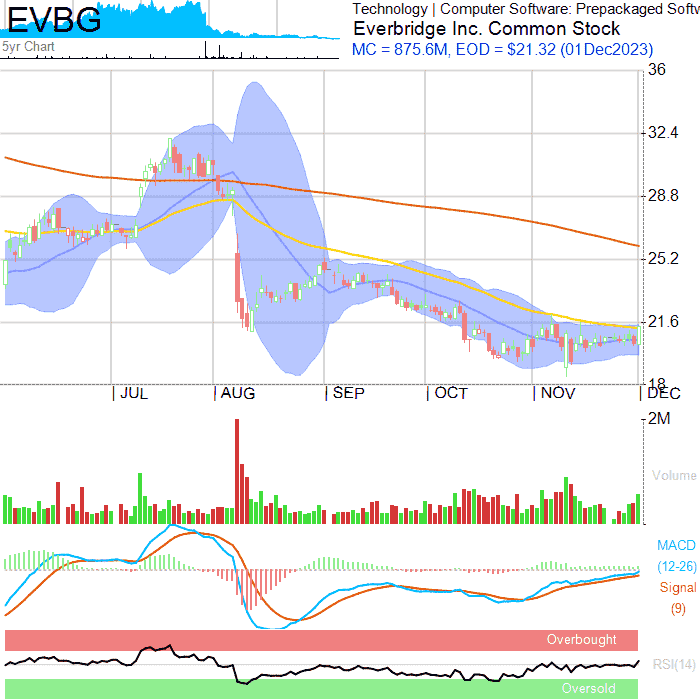 EVBG
5yr Chart
Technology | Computer Software: Prepackaged Softw
Everbridge Inc. Common Stock
MC = 875.6M, EOD = $21.32 (01Dec2023)
36
32.4
28.8
25.2
21.6
18
JUL AUG SEP OCT NOV DEC
2M
Volume
MACD
(12-26)
Signal
(9)
Overbought
RSI(14)
Oversold